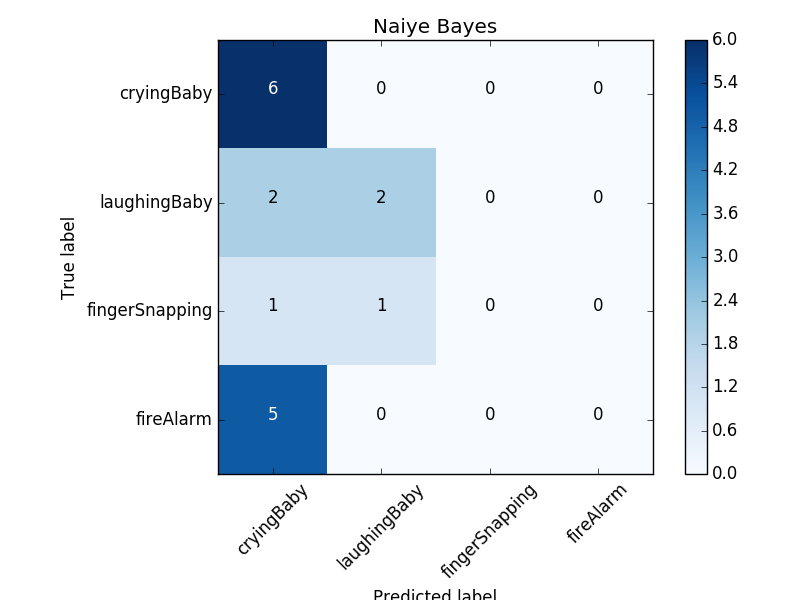 Naiye Bayes
cryingBaby 6 0 0 0
laughingBaby 2 2 0 0
fingerSnapping 1 1 0 0
fireAlarm 5 0 0 0
True label
cryingBaby laughingBaby fingerSnapping fireAlarm
Predicted label
6.0
5.4
4.8
4.2
3.6
3.0
2.4
1.8
1.2
0.6
0.0